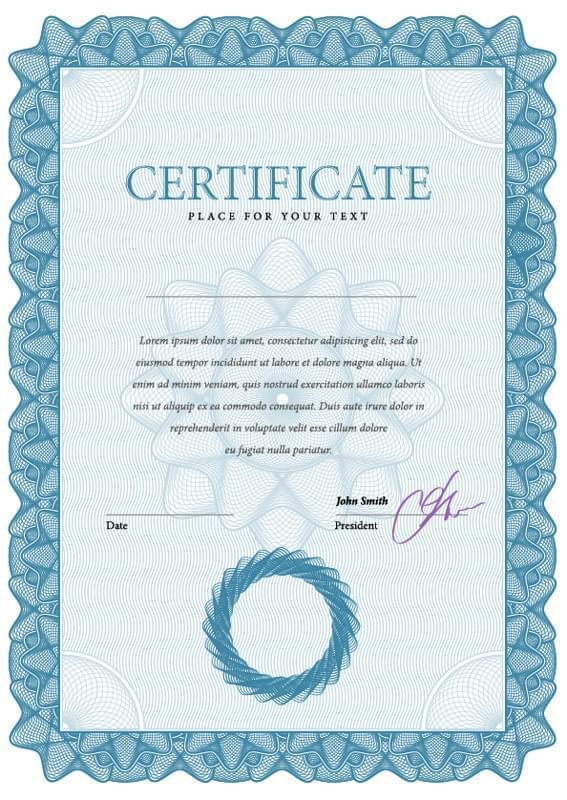 CERTIFICATE
PLACE FOR YOUR TEXT
Lorem ipsum dolor sit amet, consectetur adipisicing elit, sed do
eiusmod tempor incididunt ut labore et dolore magna aliqua. Ut
enim ad minim veniam, quis nostrud exercitation ullamco laboris
nisi ut aliquip ex ea commodo consequat. Duis aute irure dolor in
reprehenderit in voluptate velit esse cillum dolore
eu fugiat nulla pariatur.
John Smith
Date President